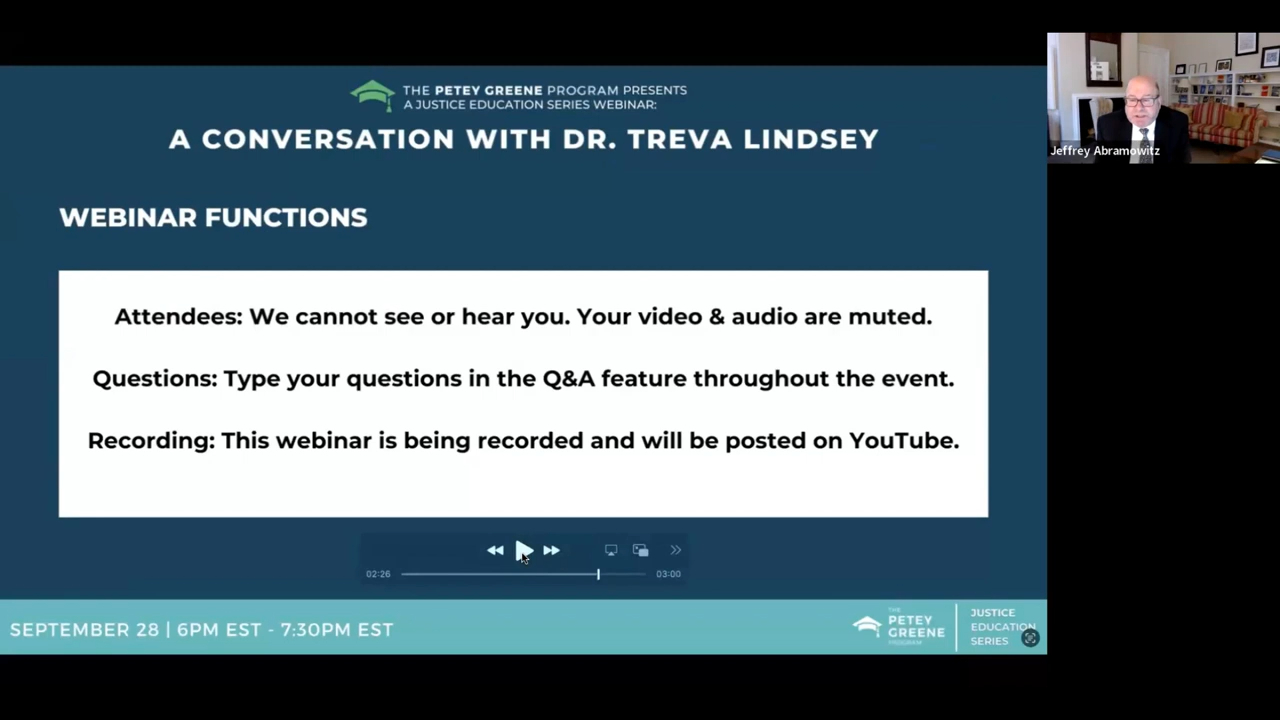 THE PETEY GREENE PROGRAM PRESENTS
A JUSTICE EDUCATION SERIES WEBINAR:
A CONVERSATION WITH DR. TREVA LINDSEY
WEBINAR FUNCTIONS
Attendees: We cannot see or hear you. Your video & audio are muted.
Questions: Type your questions in the Q&A feature throughout the event.
Recording: This webinar is being recorded and will be posted on YouTube.
02:26
03:00
SEPTEMBER 28 | 6PM EST - 7:30PM EST
THE
PETEY
GREENE
PROGRAM
JUSTICE
EDUCATION
SERIES
Jeffrey Abramowitz